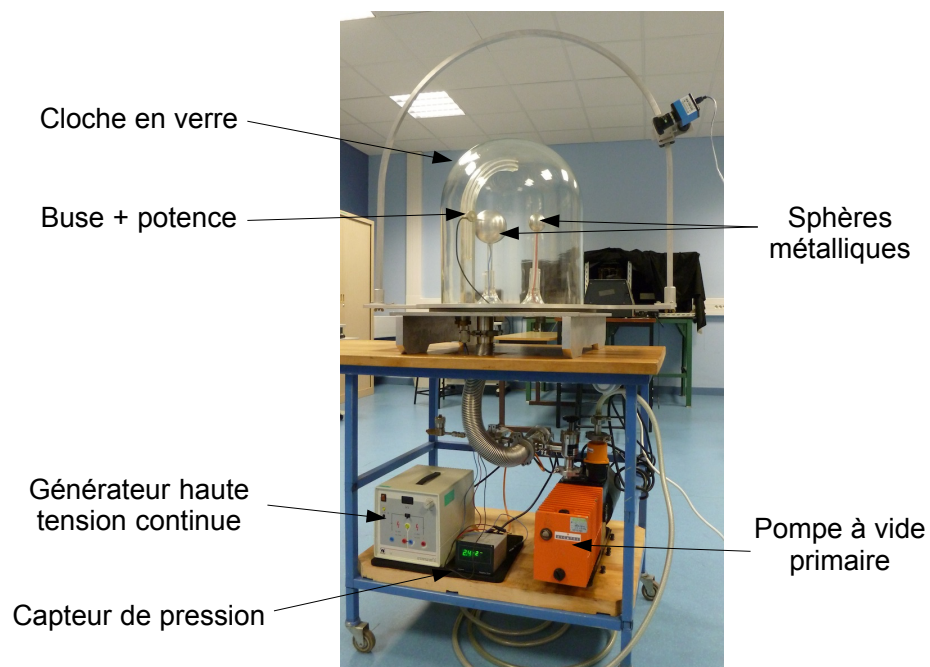 Cloche en verre
Buse + potence
Sphères
métalliques
Générateur haute
tension continue
Pompe à vide
primaire
Capteur de pression